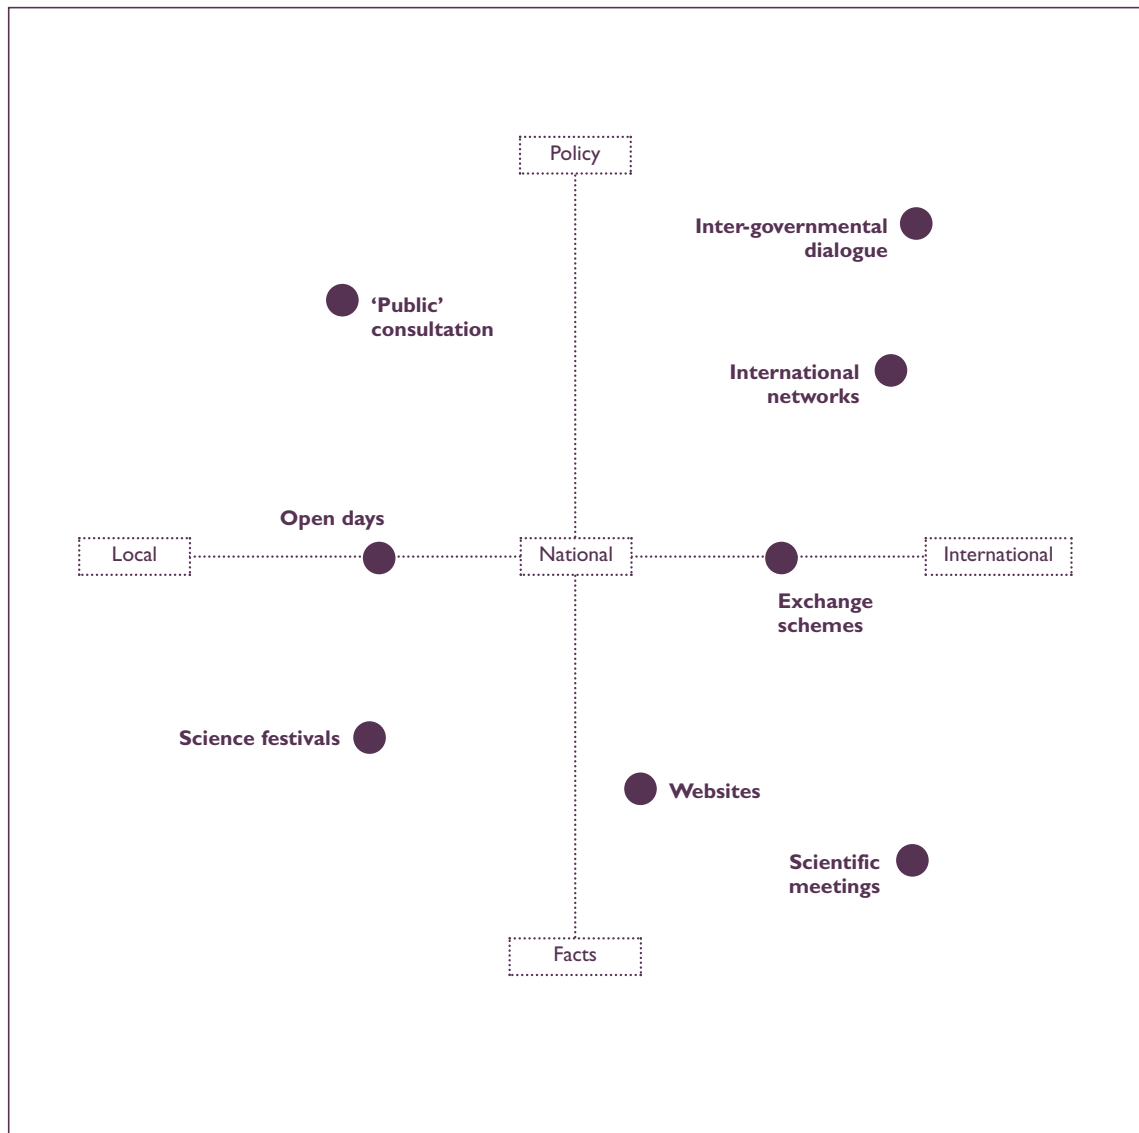 Policy
Inter-governmental
dialogue
‘Public’
consultation
International
networks
Open days
Local
National
International
Exchange
schemes
Science festivals
Websites
Scientific
meetings
Facts